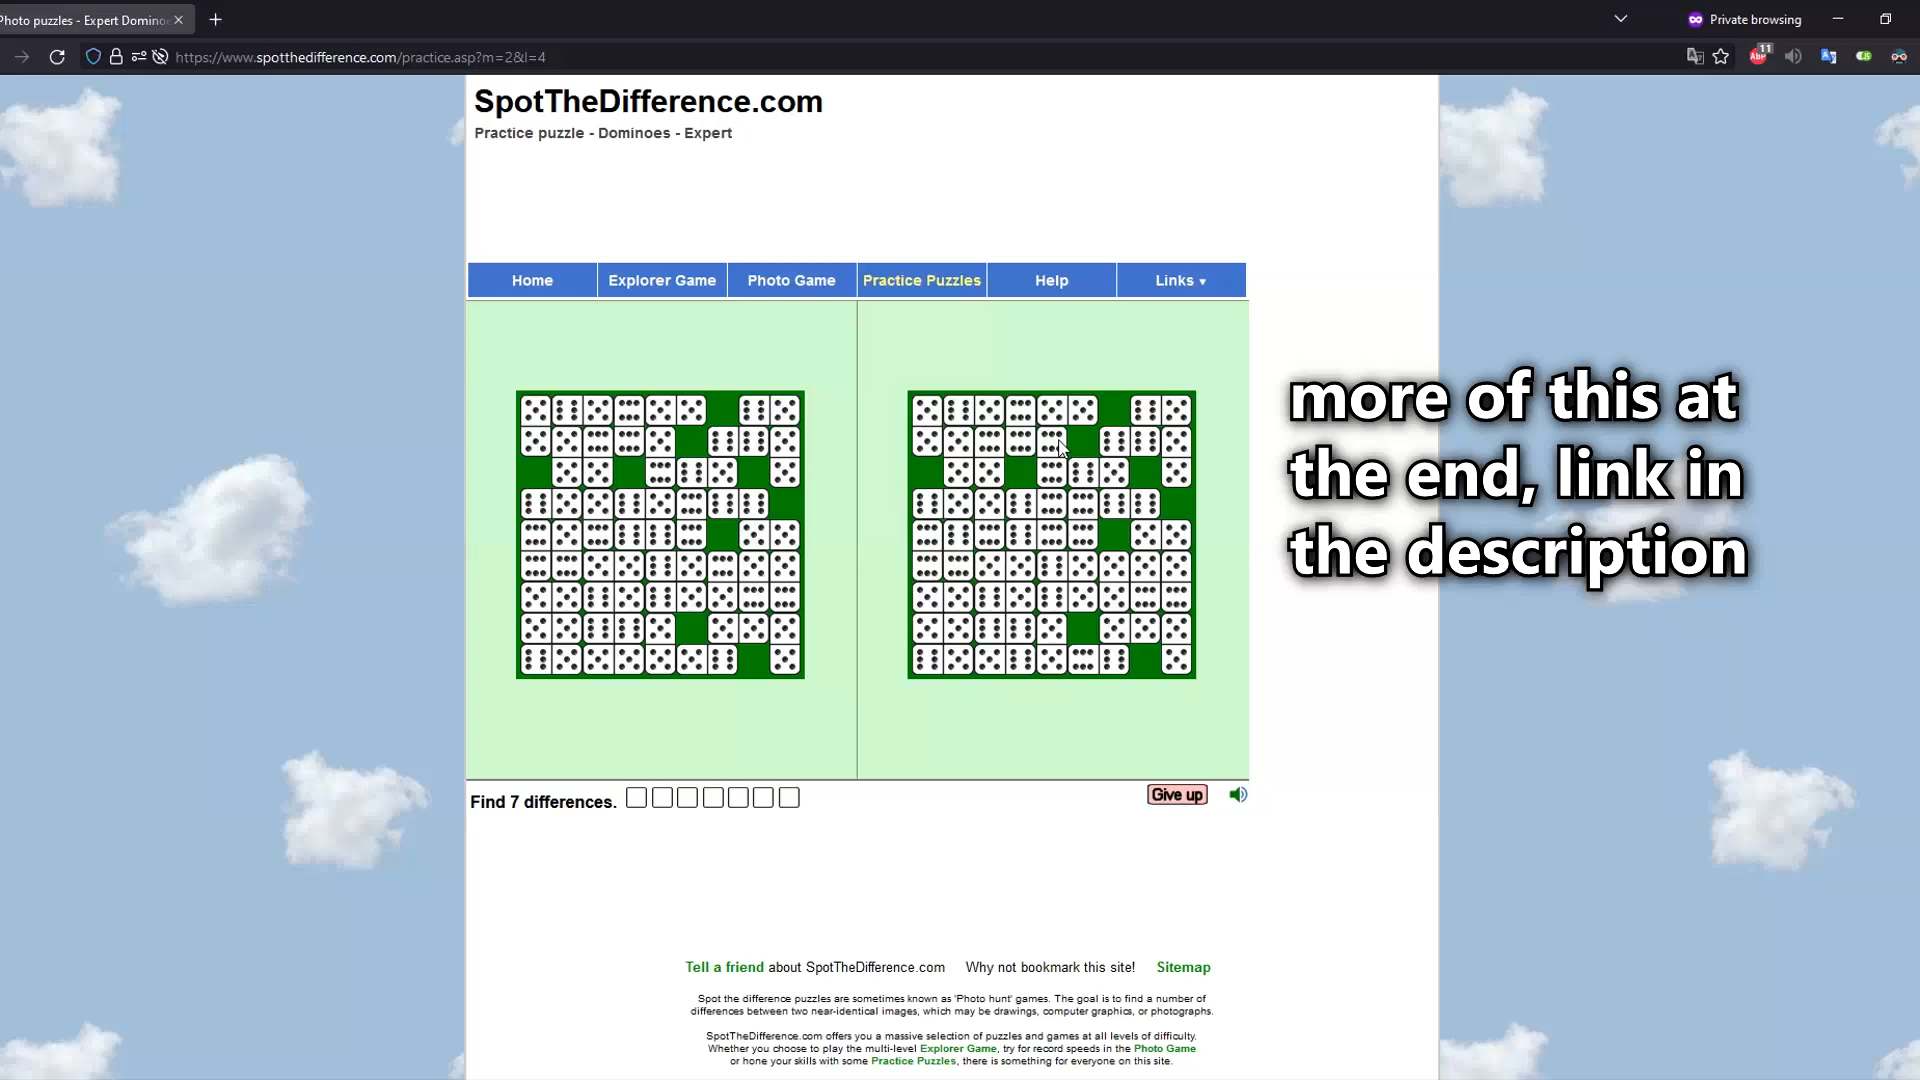 Photo puzzles - Expert Domino
Private browsing
https://www.spotthedifference.com/practice.asp?m=2&l=4
11
ABP
SpotTheDifference.com
Practice puzzle - Dominoes - Expert
Home
Explorer Game
Photo Game
Practice Puzzles
Help
Links ▾
more of this at
the end, link in
the description
Find 7 differences.
Give up
Tell a friend about SpotTheDifference.com
Why not bookmark this site!
Sitemap
Spot the difference puzzles are sometimes known as 'Photo hunt' games. The goal is to find a number of
differences between two near-identical images, which may be drawings, computer graphics, or photographs.
SpotTheDifference.com offers you a massive selection of puzzles and games at all levels of difficulty.
Whether you choose to play the multi-level Explorer Game, try for record speeds in the Photo Game
or hone your skills with some Practice Puzzles, there is something for everyone on this site.